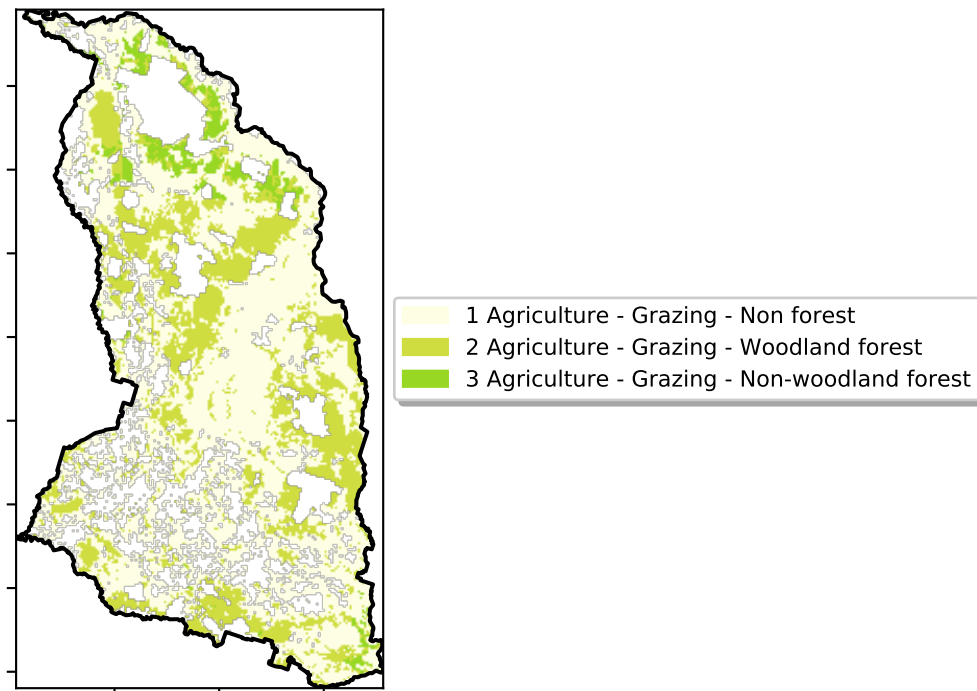 1 Agriculture - Grazing - Non forest
2 Agriculture - Grazing - Woodland forest
3 Agriculture - Grazing - Non-woodland forest